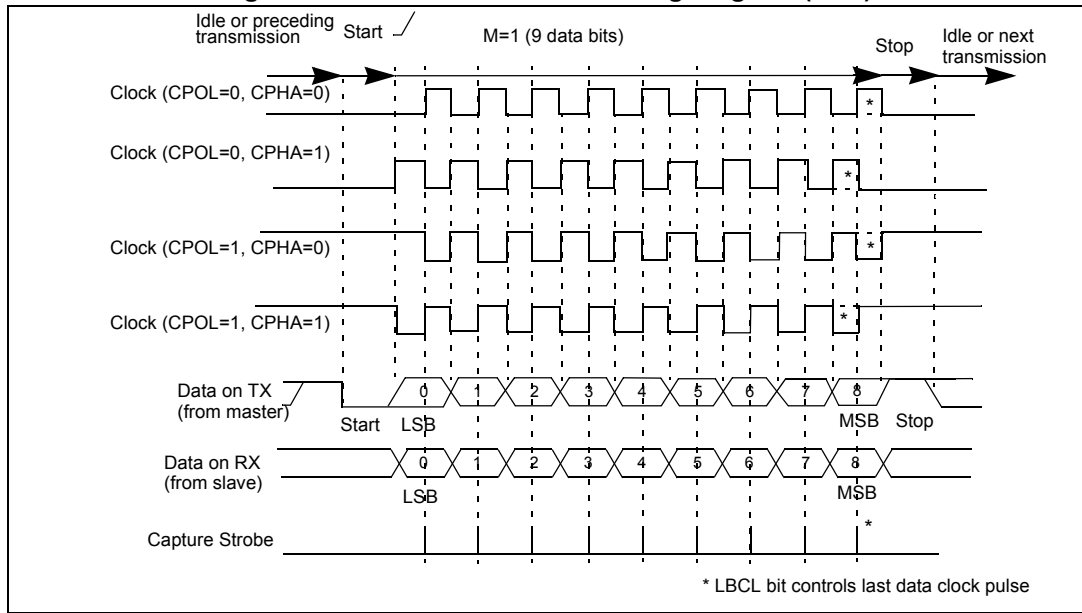 Idle or preceding
transmission
Start
M=1 (9 data bits)
Stop
Idle or next
transmission
Clock (CPOL=0, CPHA=0)
*
Clock (CPOL=0, CPHA=1)
*
Clock (CPOL=1, CPHA=0)
*
Clock (CPOL=1, CPHA=1)
*
Data on TX
(from master)
0 1 2 3 4 5 6 7 8
Start LSB MSB Stop
Data on RX
(from slave)
0 1 2 3 4 5 6 7 8
LSB MSB
*
Capture Strobe
* LBCL bit controls last data clock pulse